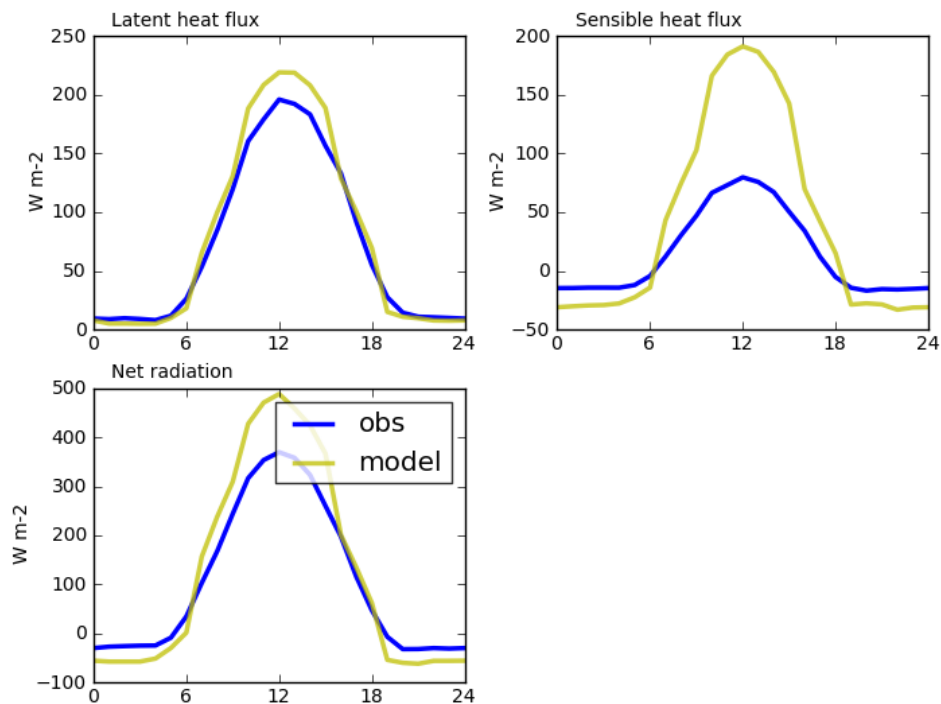 Latent heat flux
250
200
150
100
50
0
W m-2
0 6 12 18 24
Sensible heat flux
200
150
100
50
0
−50
W m-2
0 6 12 18 24
Net radiation
500
400
300
200
100
0
−100
W m-2
obs
model
0 6 12 18 24